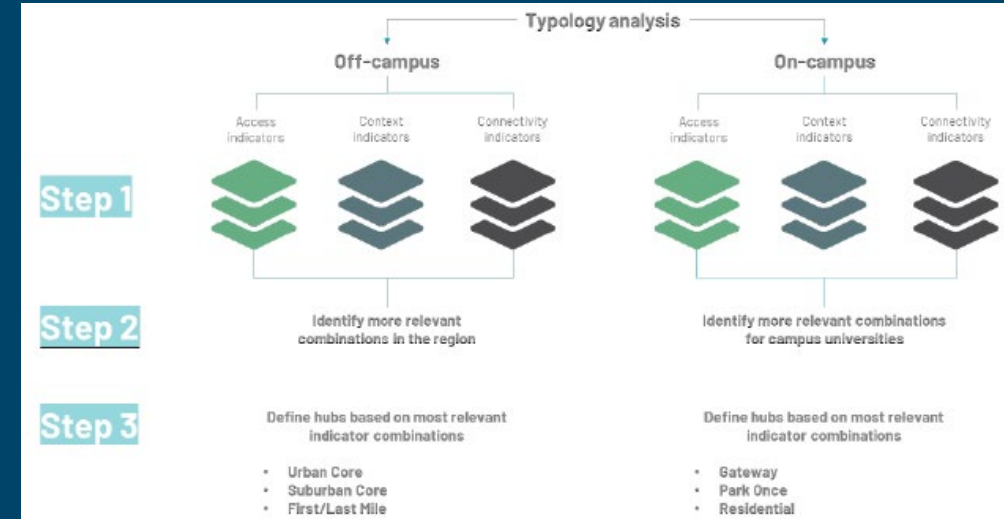 Typology analysis
Off-campus
On-campus
Access
indicators
Context
indicators
Connectivity
indicators
Access
indicators
Context
indicators
Connectivity
indicators
Step 1
Step 2
Identify more relevant
combinations in the region
Identify more relevant combinations
for campus universities
Step 3
Define hubs based on most relevant
indicator combinations
• Urban Core
• Suburban Core
• First/Last Mile
Define hubs based on most relevant
indicator combinations
• Gateway
• Park Once
• Residential